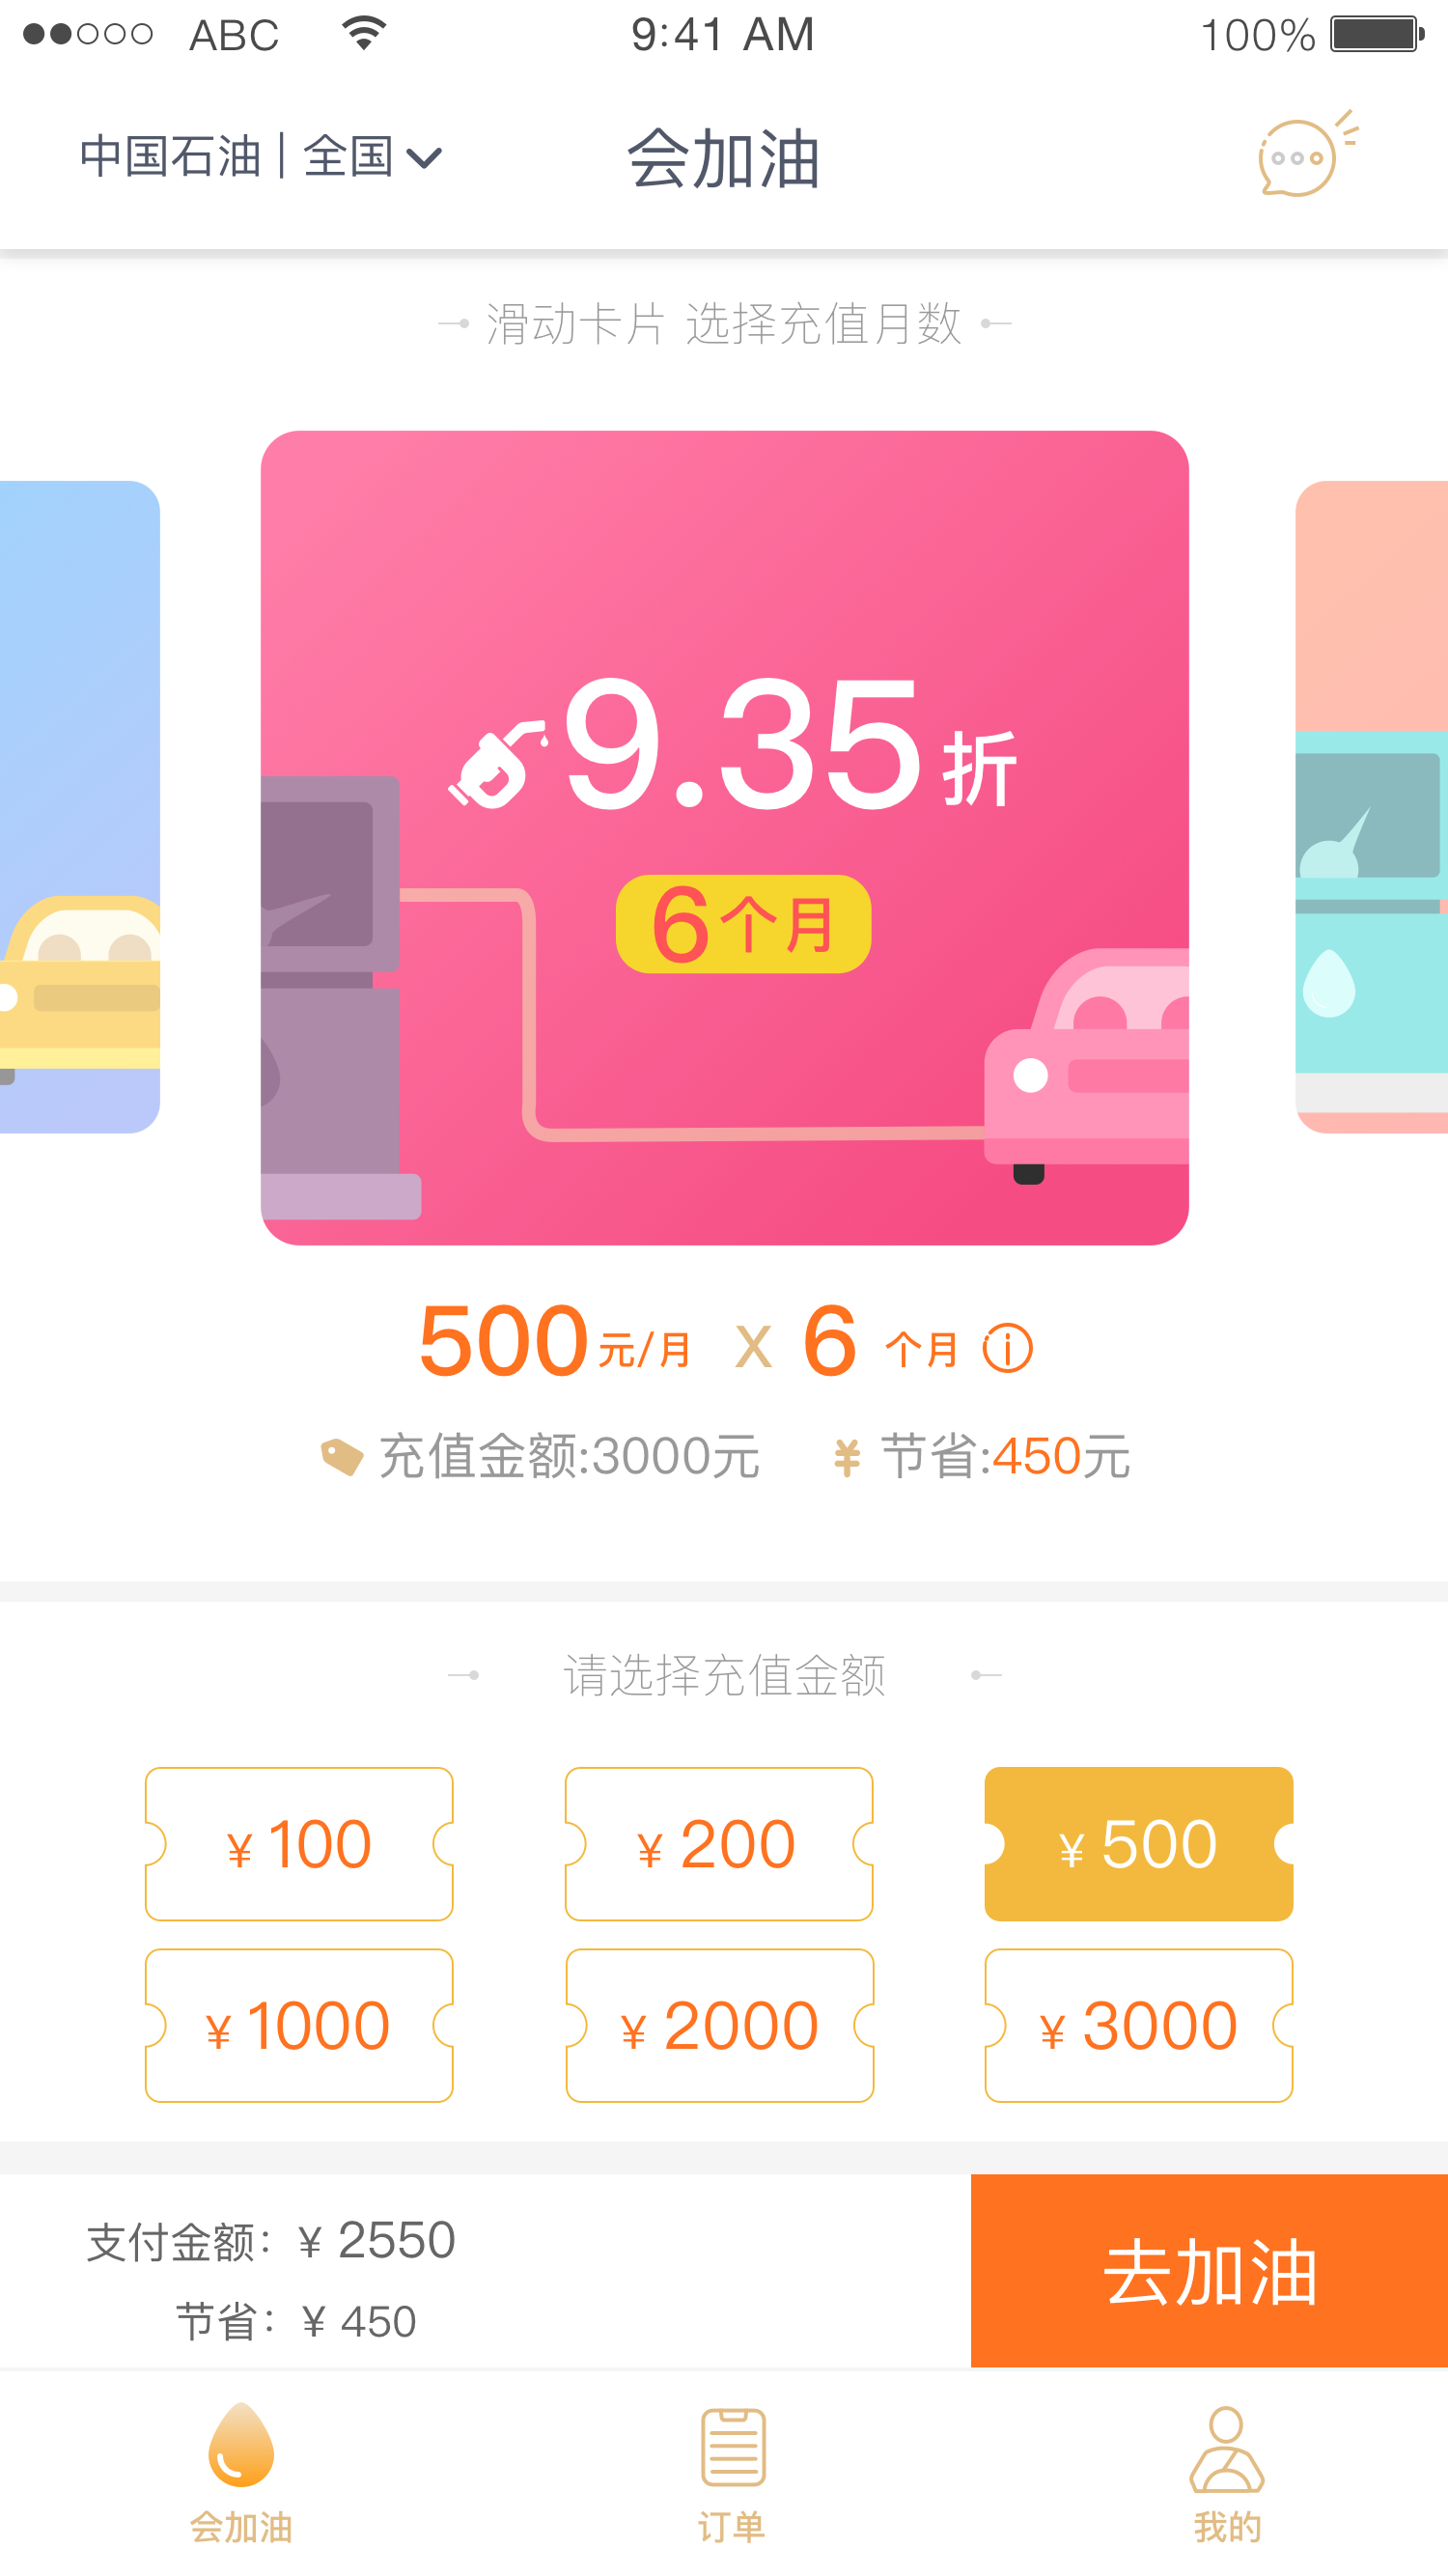 ABC 9:41 AM 100%
中国石油 | 全国 会加油
滑动卡片 选择充值月数
9.35折
6个月
500元/月 x 6 个月
充值金额:3000元 ¥ 节省:450元
请选择充值金额
¥ 100 ¥ 200 ¥ 500
¥ 1000 ¥ 2000 ¥ 3000
支付金额: ¥ 2550
去加油
节省: ¥ 450
会加油 订单 我的